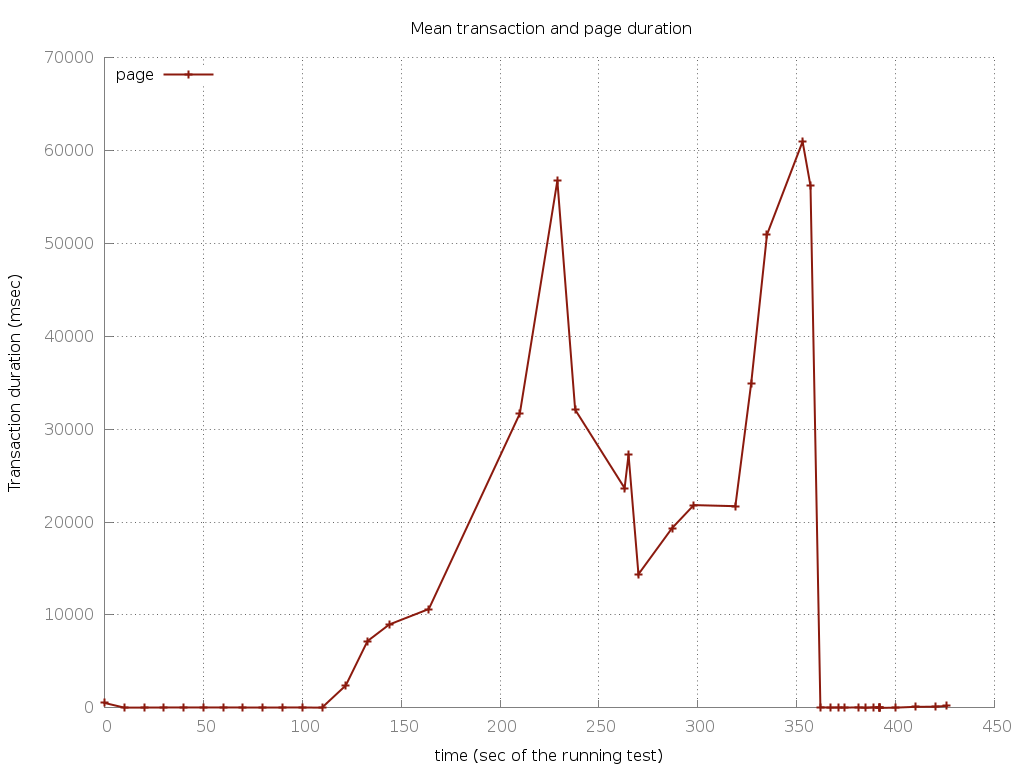 Mean transaction and page duration
70000
page
60000
50000
40000
30000
20000
10000
0
Transaction duration (msec)
0 50 100 150 200 250 300 350 400 450
time (sec of the running test)